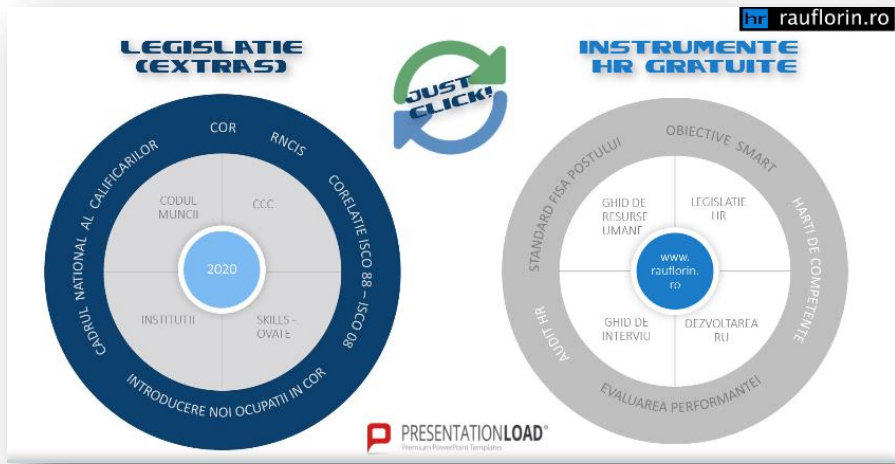 hr rauflorin.ro
LEGISLATIE
(EXTRAS)
JUST
CLICK!
INSTRUMENTE
HR GRATUITE
CADRUL NATIONAL AL CALIFICARILOR
COR
RNCIS
CORELATIE ISCO 88 – ISCO 08
INTRODUCERE NOI OCUPATII IN COR
CODUL
MUNCII
CCC
2020
INSTITUTII
SKILLS -
OVATE
STANDARD FISA POSTULUI
OBIECTIVE SMART
HARTI DE COMPETENTE
AUDIT HR
EVALUAREA PERFORMANTEI
GHID DE
RESURSE
UMANE
LEGISLATIE
HR
www.
rauflorin.
ro
GHID DE
INTERVIU
DEZVOLTAREA
RU
PRESENTATIONLOAD®
Premium PowerPoint Templates